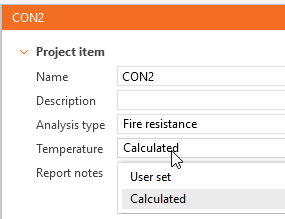 CON2
Project item
Name CON2
Description
Analysis type Fire resistance
Temperature Calculated
Report notes
User set
Calculated